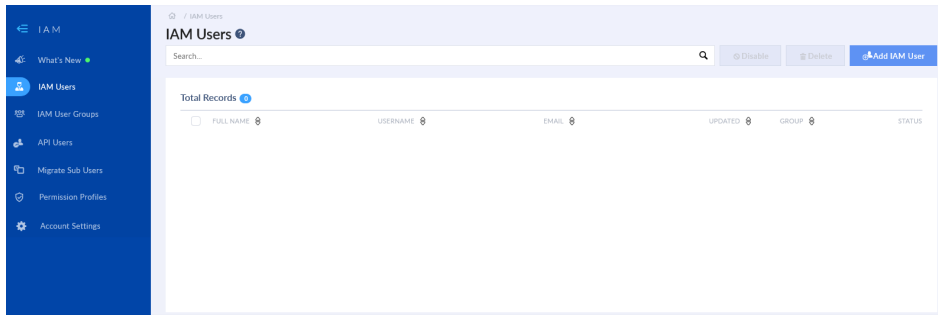 IAM
What's New
IAM Users
IAM User Groups
API Users
Migrate Sub Users
Permission Profiles
Account Settings
/ IAM Users
IAM Users ?
Search...
Disable
Delete
Add IAM User
Total Records 0
FULL NAME USERNAME EMAIL UPDATED GROUP STATUS